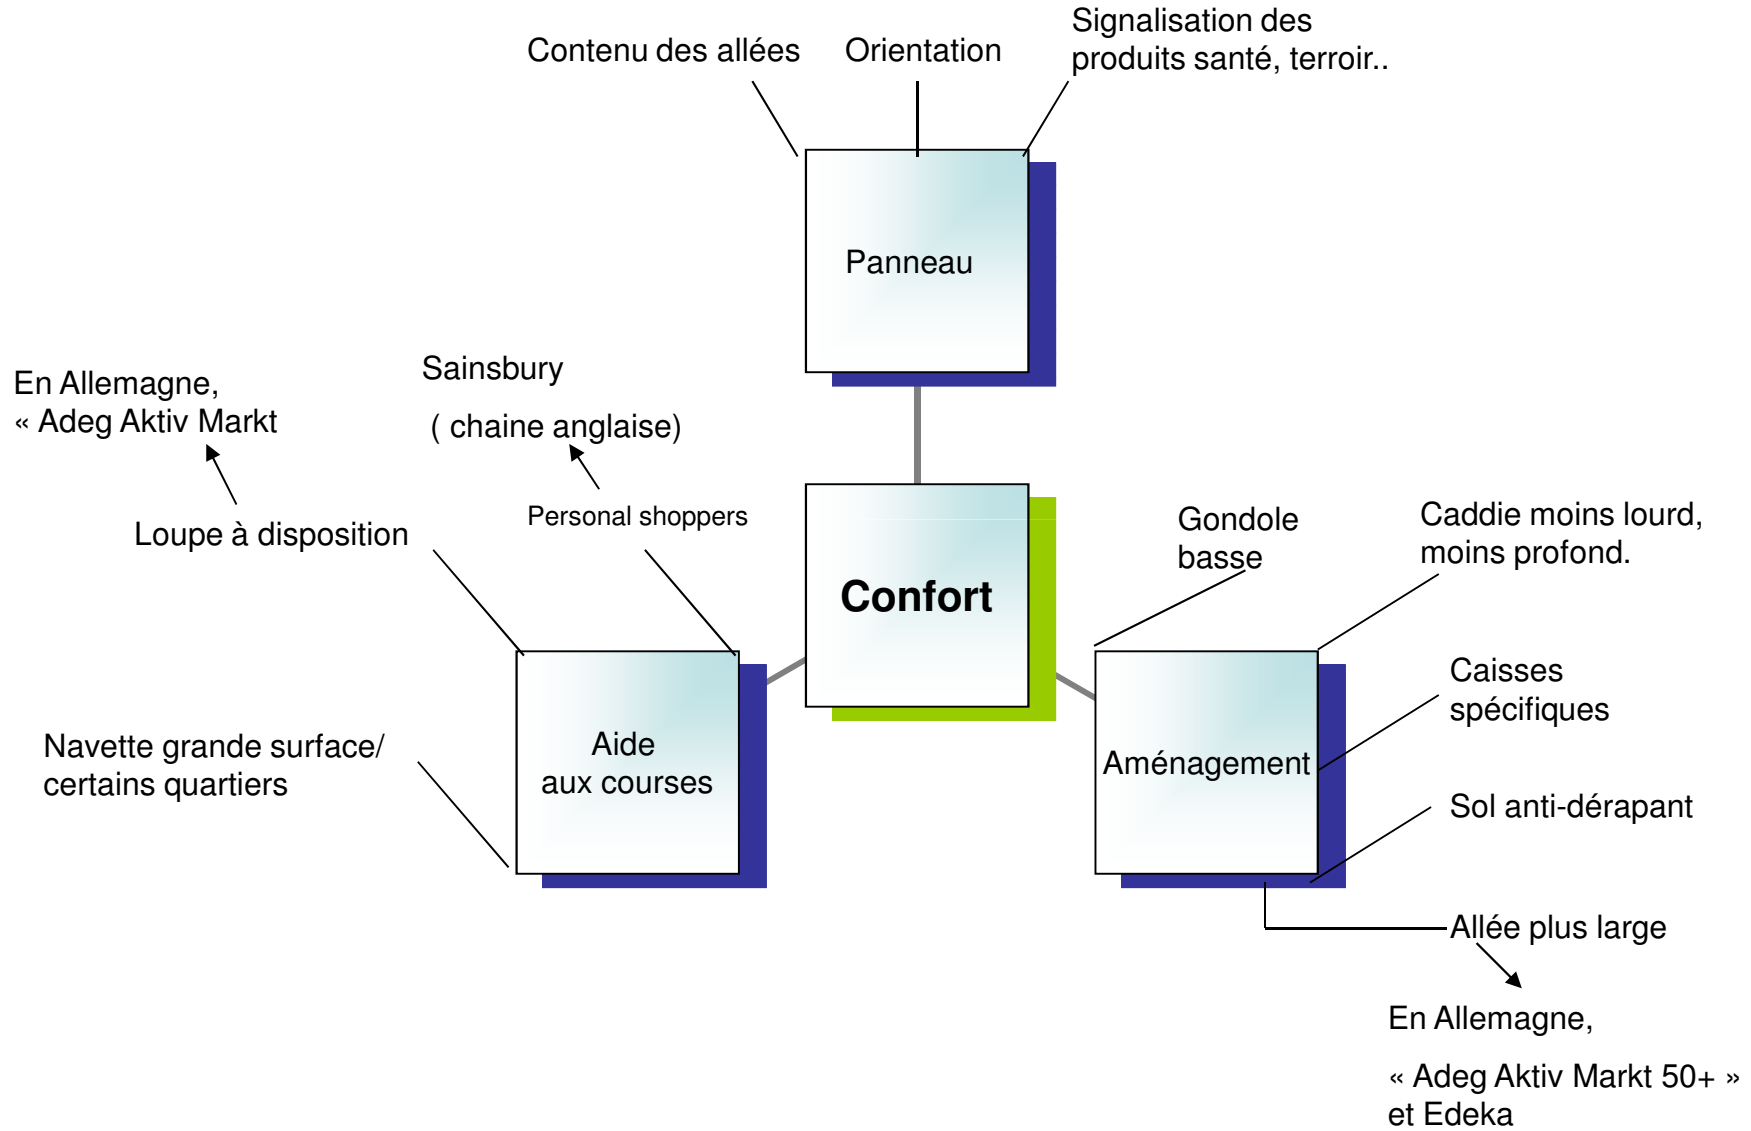 Contenu des allées
Orientation
Signalisation des
produits santé, terroir..
Panneau
En Allemagne,
« Adeg Aktiv Markt
Sainsbury
( chaine anglaise)
Loupe à disposition
Personal shoppers
Confort
Gondole
basse
Caddie moins lourd,
moins profond.
Navette grande surface/
certains quartiers
Aide
aux courses
Aménagement
Caisses
spécifiques
Sol anti-dérapant
Allée plus large
En Allemagne,
« Adeg Aktiv Markt 50+ »
et Edeka